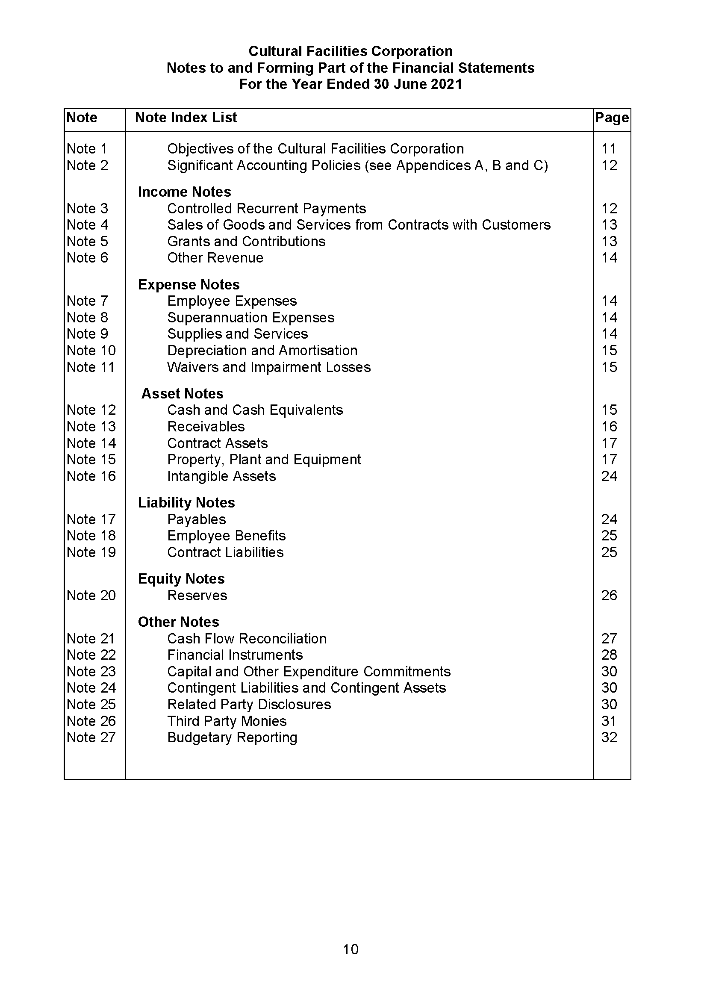 Cultural Facilities Corporation
Notes to and Forming Part of the Financial Statements
For the Year Ended 30 June 2021
Note Note Index List Page
Note 1 Objectives of the Cultural Facilities Corporation 11
Note 2 Significant Accounting Policies (see Appendices A, B and C) 12
Income Notes
Note 3 Controlled Recurrent Payments 12
Note 4 Sales of Goods and Services from Contracts with Customers 13
Note 5 Grants and Contributions 13
Note 6 Other Revenue 14
Expense Notes
Note 7 Employee Expenses 14
Note 8 Superannuation Expenses 14
Note 9 Supplies and Services 14
Note 10 Depreciation and Amortisation 15
Note 11 Waivers and Impairment Losses 15
Asset Notes
Note 12 Cash and Cash Equivalents 15
Note 13 Receivables 16
Note 14 Contract Assets 17
Note 15 Property, Plant and Equipment 17
Note 16 Intangible Assets 24
Liability Notes
Note 17 Payables 24
Note 18 Employee Benefits 25
Note 19 Contract Liabilities 25
Equity Notes
Note 20 Reserves 26
Other Notes
Note 21 Cash Flow Reconciliation 27
Note 22 Financial Instruments 28
Note 23 Capital and Other Expenditure Commitments 30
Note 24 Contingent Liabilities and Contingent Assets 30
Note 25 Related Party Disclosures 30
Note 26 Third Party Monies 31
Note 27 Budgetary Reporting 32
10